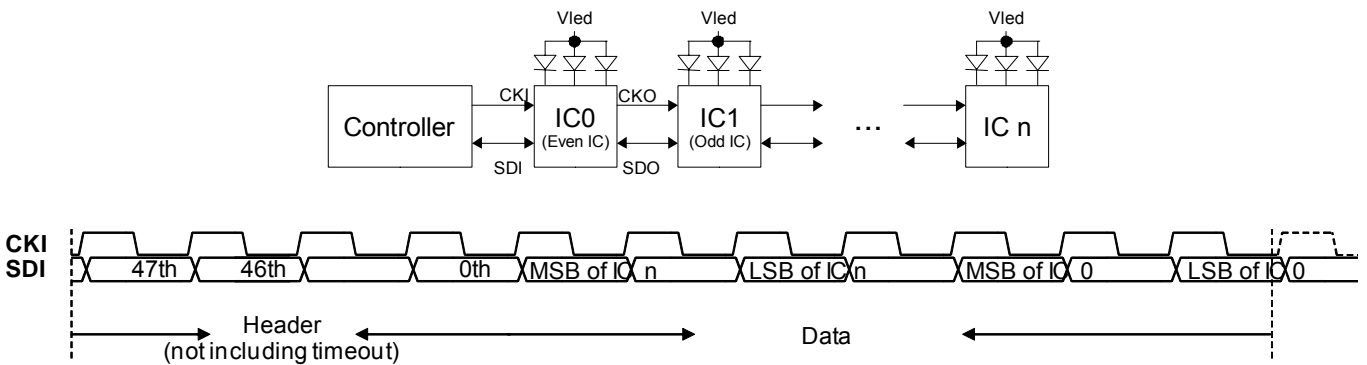 Vled Vled Vled
CKI CKO
Controller IC0 IC1 ... IC n
(Even IC) (Odd IC)
SDI SDO
CKI
SDI 47th 46th 0th MSB of IC n LSB of IC n MSB of IC 0 LSB of IC 0
Header Data
(not including timeout)